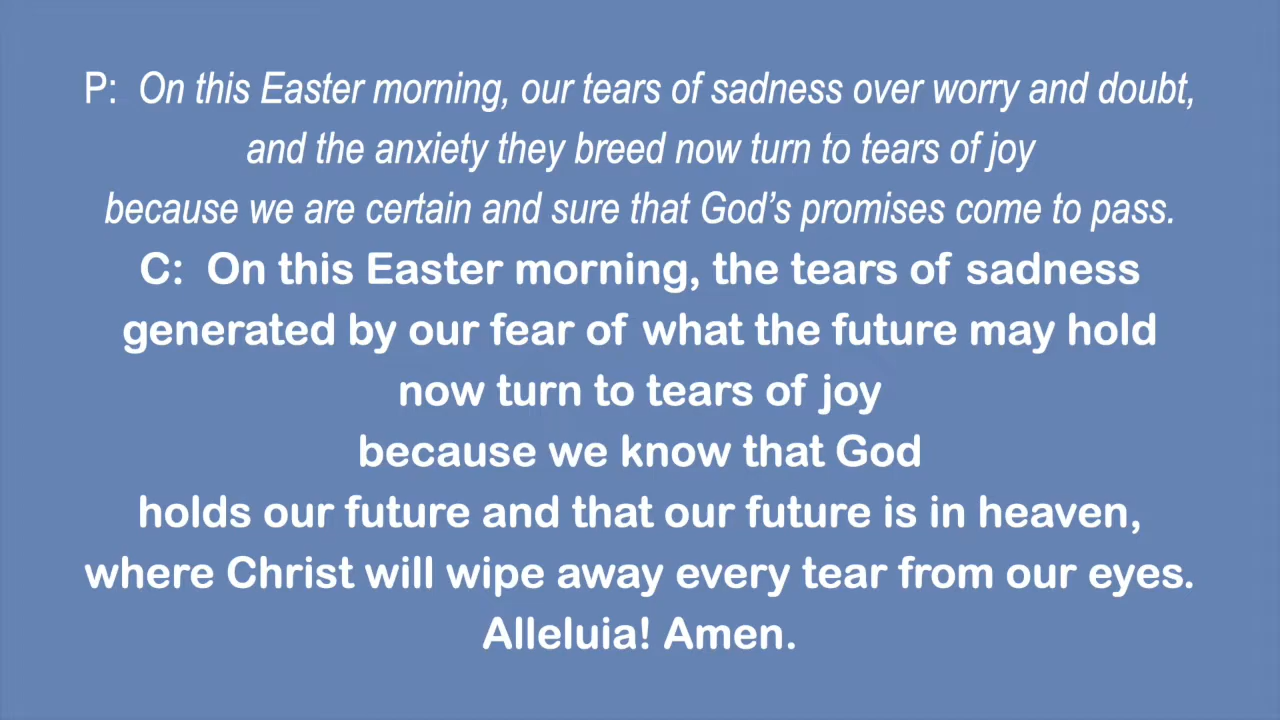 P: On this Easter morning, our tears of sadness over worry and doubt,
and the anxiety they breed now turn to tears of joy
because we are certain and sure that God’s promises come to pass.
C: On this Easter morning, the tears of sadness
generated by our fear of what the future may hold
now turn to tears of joy
because we know that God
holds our future and that our future is in heaven,
where Christ will wipe away every tear from our eyes.
Alleluia! Amen.